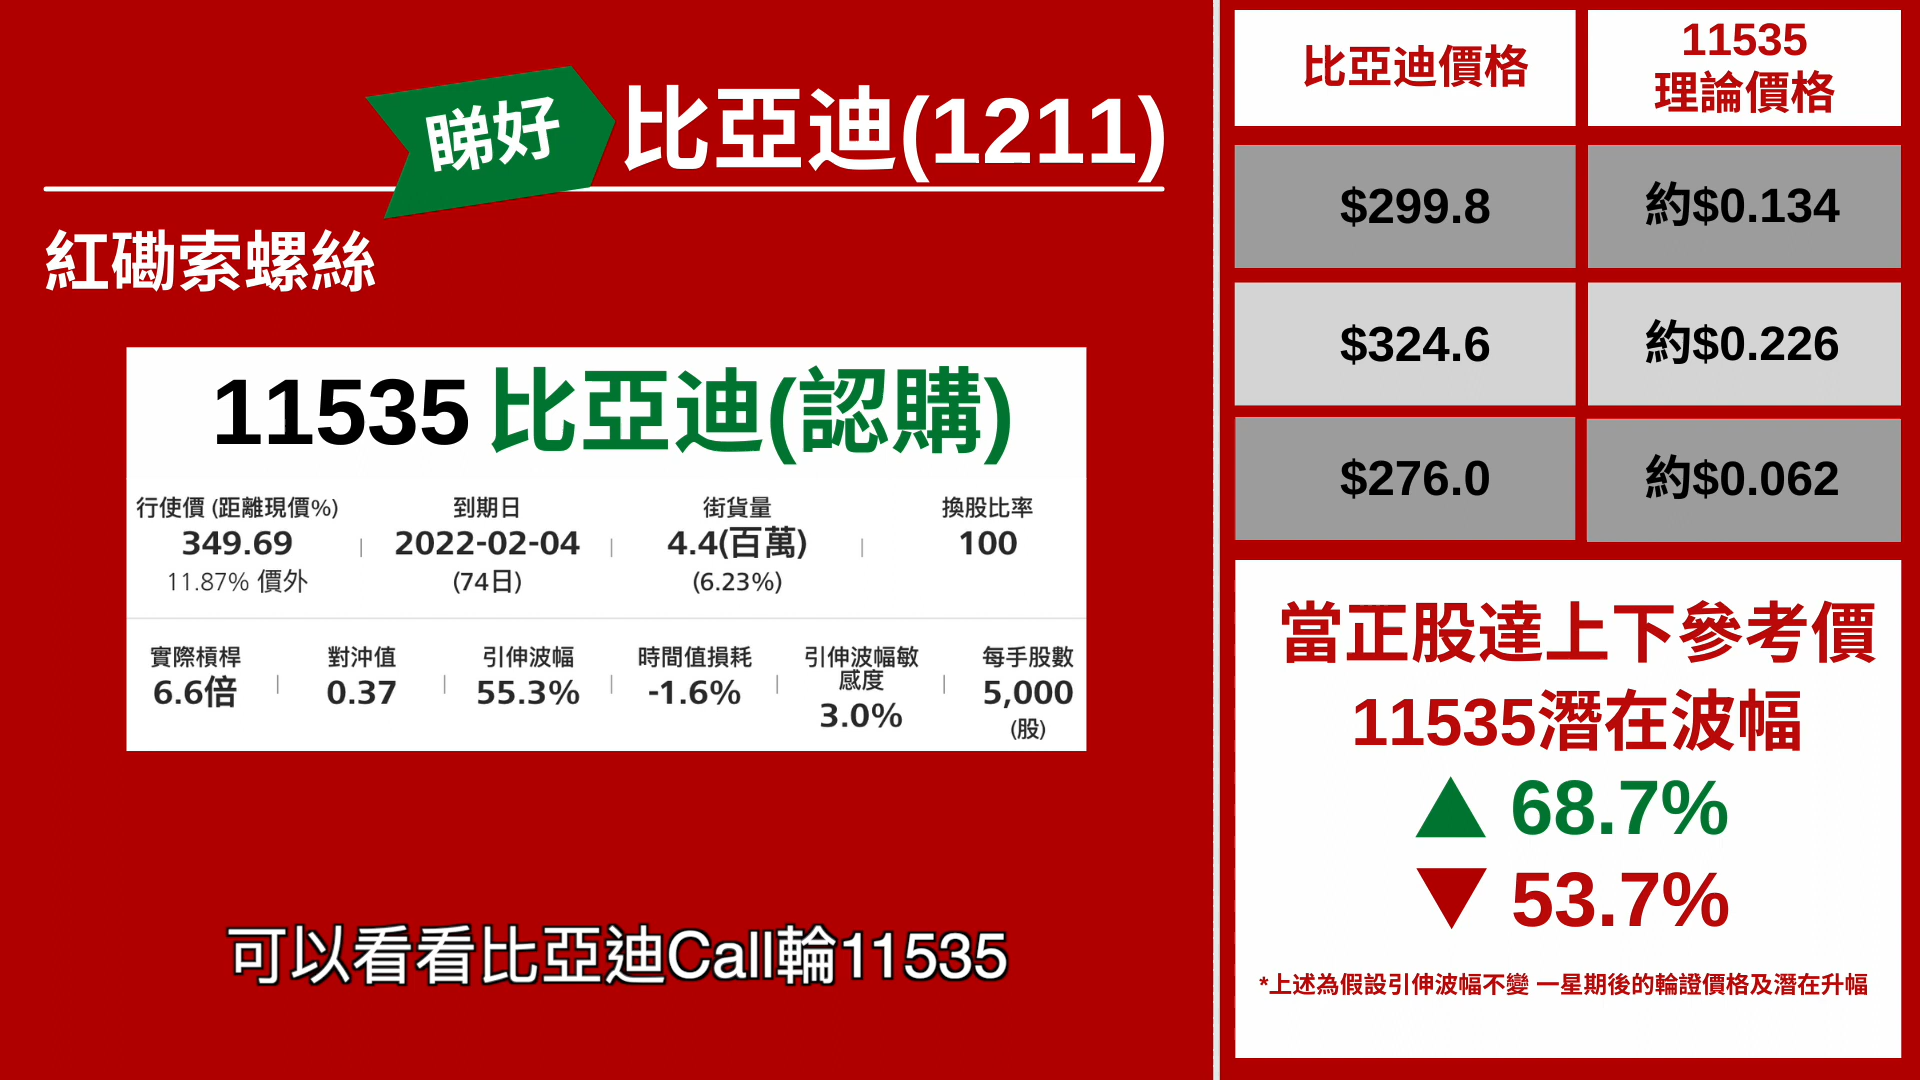 睇好
比亞迪(1211)
紅磡索螺絲
11535 比亞迪(認購)
行使價 (距離現價%) 到期日 街貨量 換股比率
349.69 2022-02-04 4.4(百萬) 100
11.87% 價外 (74日) (6.23%)
實際槓桿 對沖值 引伸波幅 時間值損耗 引伸波幅敏感度 每手股數
6.6倍 0.37 55.3% -1.6% 3.0% 5,000
(股)
可以看看比亞迪Call輪11535
比亞迪價格 11535
理論價格
$299.8 約$0.134
$324.6 約$0.226
$276.0 約$0.062
當正股達上下參考價
11535潛在波幅
▲ 68.7%
▼ 53.7%
*上述為假設引伸波幅不變 一星期後的輪證價格及潛在升幅